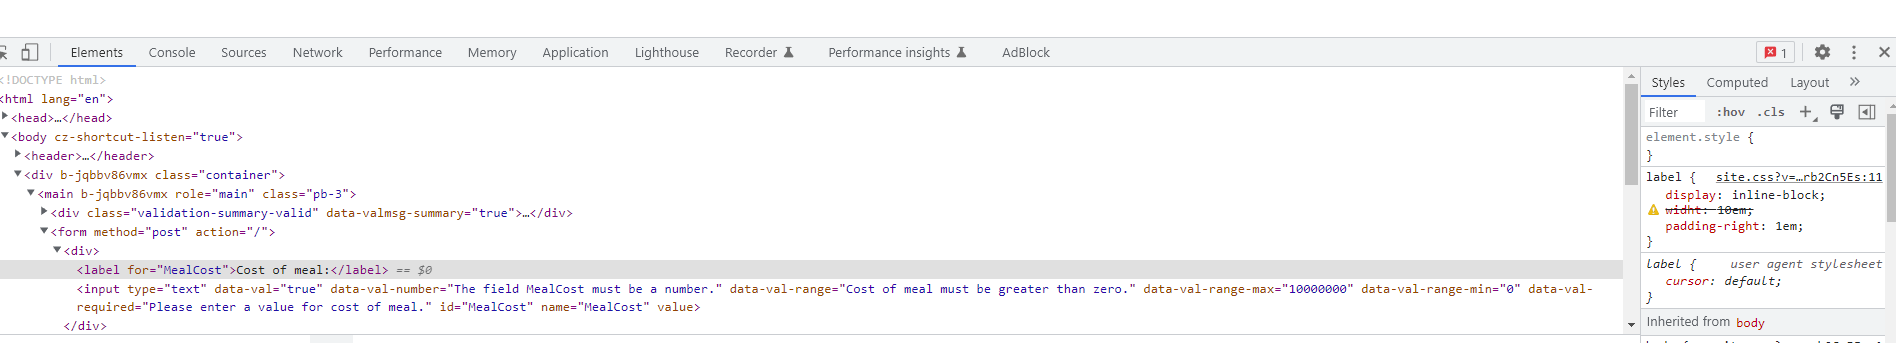 Elements Console Sources Network Performance Memory Application Lighthouse Recorder Performance insights AdBlock 1
<!DOCTYPE html>
<html lang="en">
<head>…</head>
<body cz-shortcut-listen="true">
<header>…</header>
<div b-jqbbv86vmx class="container">
<main b-jqbbv86vmx role="main" class="pb-3">
<div class="validation-summary-valid" data-valmsg-summary="true">…</div>
<form method="post" action="/">
<div>
<label for="MealCost">Cost of meal:</label> == $0
<input type="text" data-val="true" data-val-number="The field MealCost must be a number." data-val-range="Cost of meal must be greater than zero." data-val-range-max="10000000" data-val-range-min="0" data-val-
required="Please enter a value for cost of meal." id="MealCost" name="MealCost" value>
</div>
Styles Computed Layout »
Filter :hov .cls +
element.style {
}
label { site.css?v=…rb2Cn5Es:11
display: inline-block;
widht: 10em;
padding-right: 1em;
}
label { user agent stylesheet
cursor: default;
}
Inherited from body